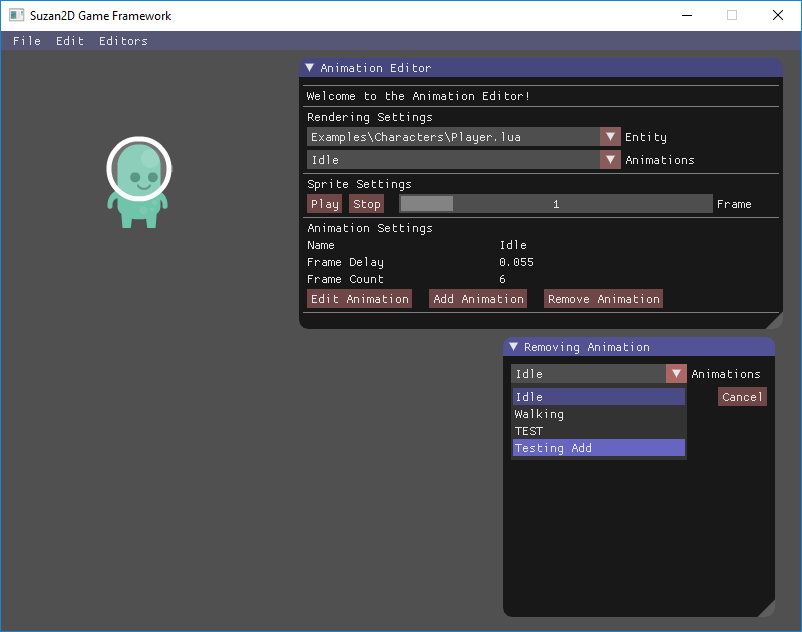 Suzan2D Game Framework
File Edit Editors
Animation Editor
Welcome to the Animation Editor!
Rendering Settings
Examples\Characters\Player.lua Entity
Idle Animations
Sprite Settings
Play Stop 1 Frame
Animation Settings
Name Idle
Frame Delay 0.055
Frame Count 6
Edit Animation Add Animation Remove Animation
Removing Animation
Idle Animations
Idle Cancel
Walking
TEST
Testing Add